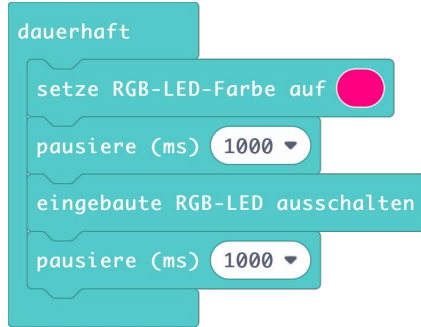 dauerhaft
setze RGB-LED-Farbe auf
pausiere (ms) 1000
eingebaute RGB-LED ausschalten
pausiere (ms) 1000